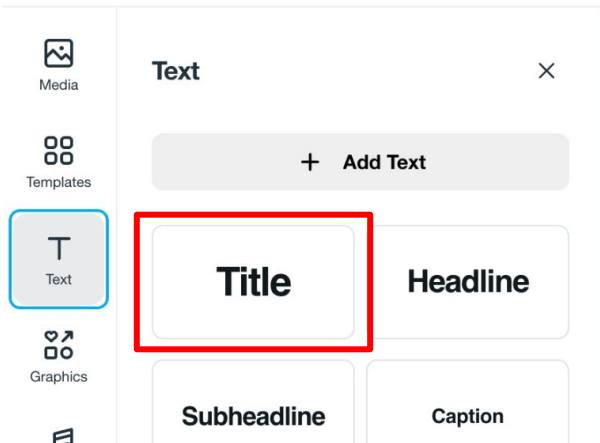 Media
Templates
Text
Graphics
Text
Add Text
Title
Headline
Subheadline
Caption